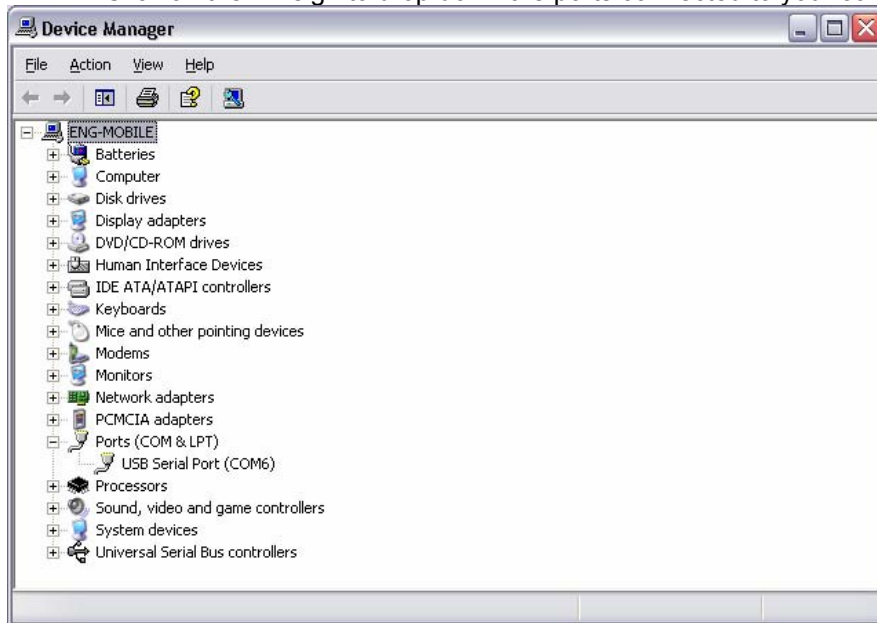 Device Manager
File Action View Help
ENG-MOBILE
Batteries
Computer
Disk drives
Display adapters
DVD/CD-ROM drives
Human Interface Devices
IDE ATA/ATAPI controllers
Keyboards
Mice and other pointing devices
Modems
Monitors
Network adapters
PCMCIA adapters
Ports (COM & LPT)
USB Serial Port (COM6)
Processors
Sound, video and game controllers
System devices
Universal Serial Bus controllers